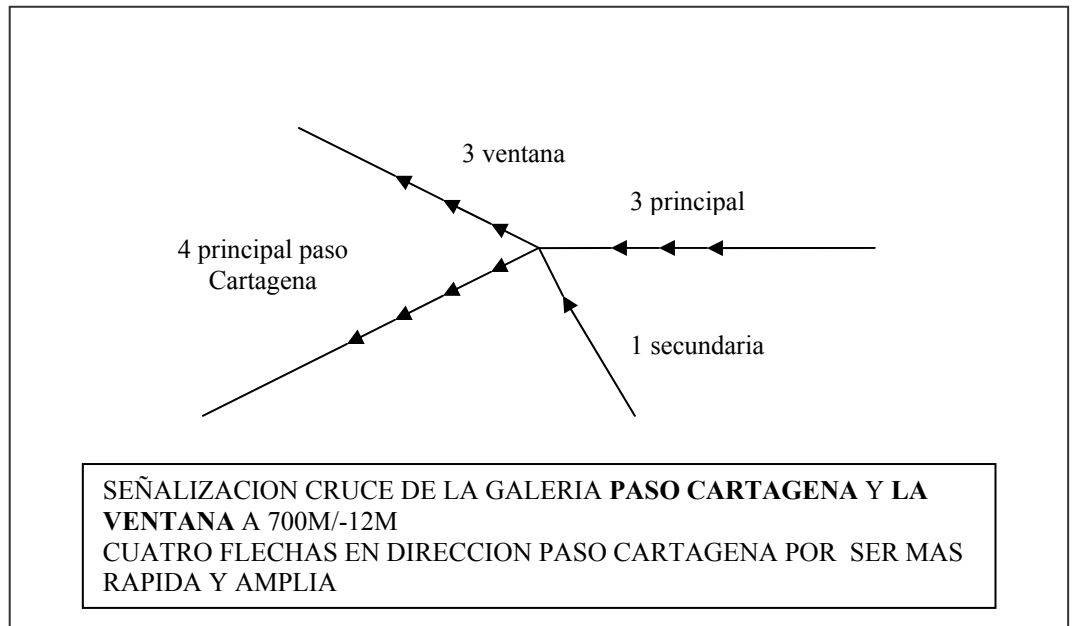 3 ventana
3 principal
4 principal paso
Cartagena
1 secundaria
SEÑALIZACION CRUCE DE LA GALERIA PASO CARTAGENA Y LA
VENTANA A 700M/-12M
CUATRO FLECHAS EN DIRECCION PASO CARTAGENA POR SER MAS
RAPIDA Y AMPLIA